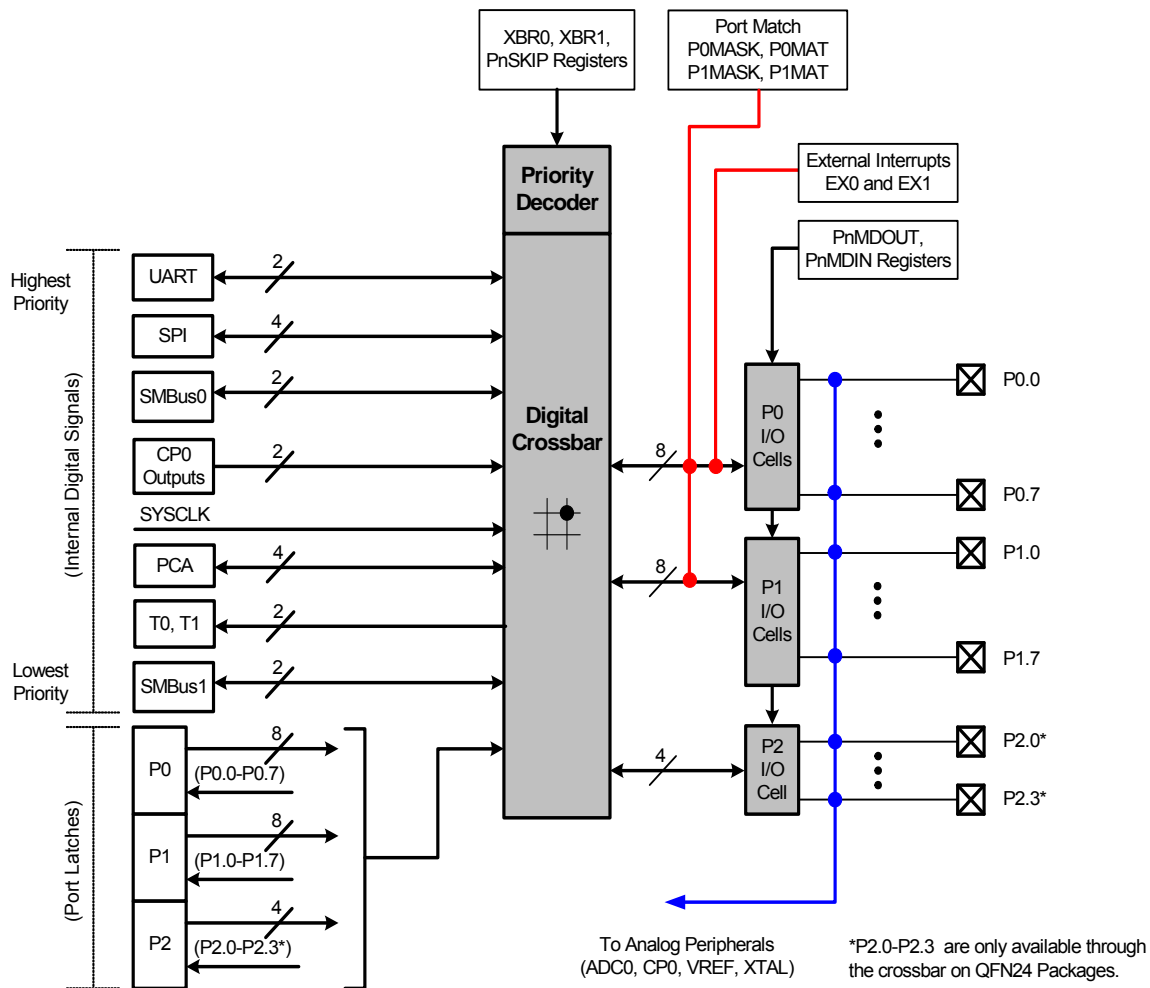 XBR0, XBR1,
PnSKIP Registers
Port Match
P0MASK, P0MAT
P1MASK, P1MAT
External Interrupts
EX0 and EX1
Priority
Decoder
PnMDOUT,
PnMDIN Registers
Highest
Priority
(Internal Digital Signals)
Lowest
Priority
UART
2
SPI
4
SMBus0
2
CP0
Outputs
2
SYSCLK
PCA
4
T0, T1
2
SMBus1
2
Digital
Crossbar
8
8
4
P0
I/O
Cells
P1
I/O
Cells
P2
I/O
Cell
P0.0
P0.7
P1.0
P1.7
P2.0*
P2.3*
(Port Latches)
P0
8
(P0.0-P0.7)
P1
8
(P1.0-P1.7)
P2
4
(P2.0-P2.3*)
To Analog Peripherals
(ADC0, CP0, VREF, XTAL)
*P2.0-P2.3 are only available through
the crossbar on QFN24 Packages.